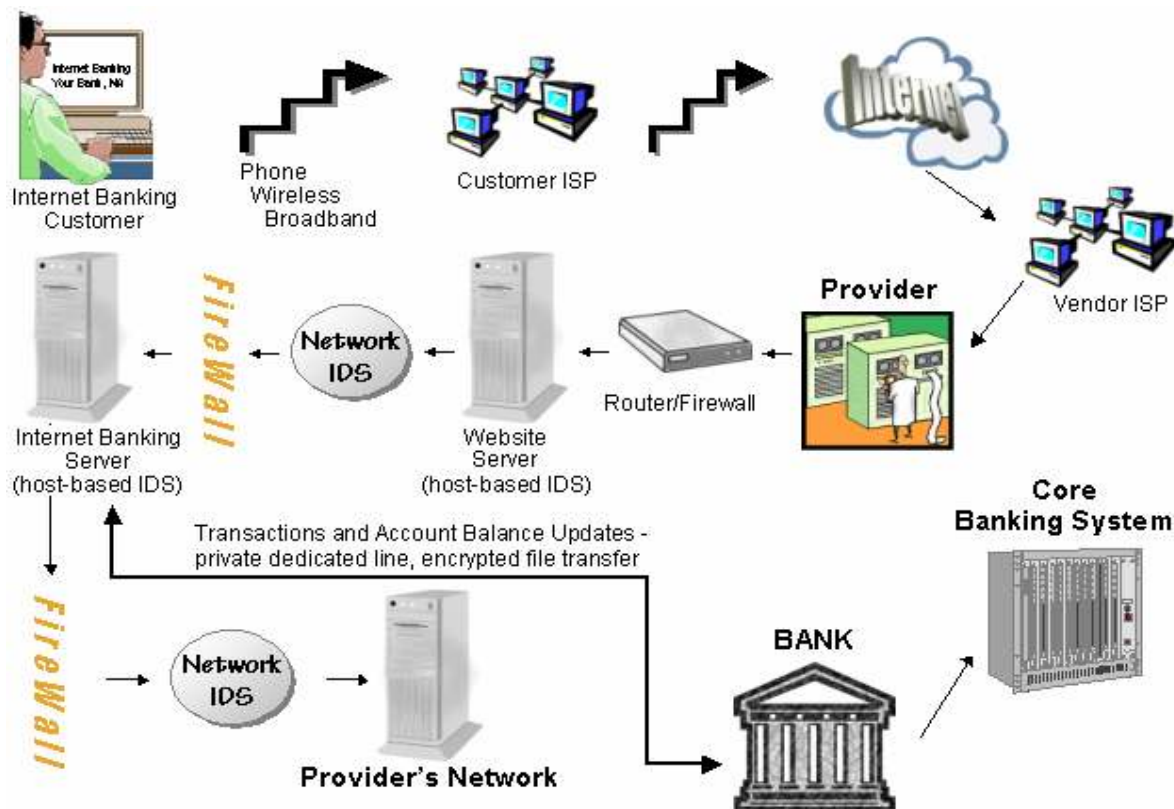 Internet Banking
Your Bank, NA
Internet
Internet Banking
Customer
Phone
Wireless
Broadband
Customer ISP
Vendor ISP
Provider
Router/Firewall
Website
Server
(host-based IDS)
Network
IDS
FireWall
Internet Banking
Server
(host-based IDS)
Core
Banking System
Transactions and Account Balance Updates -
private dedicated line, encrypted file transfer
FireWall
Network
IDS
Provider's Network
BANK